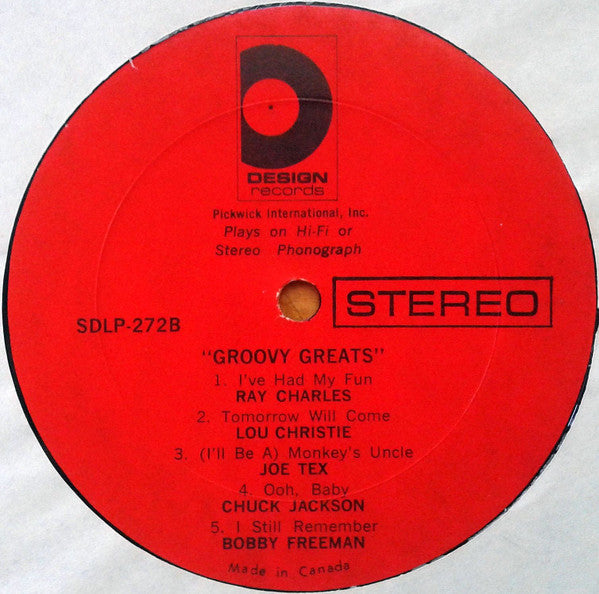 DESIGN
records
Pickwick International, Inc.
Plays on Hi-Fi or
Stereo Phonograph
STEREO
SDLP-272B
"GROOVY GREATS"
1. I've Had My Fun
RAY CHARLES
2. Tomorrow Will Come
LOU CHRISTIE
3. (I'll Be A) Monkey's Uncle
JOE TEX
4. Ooh, Baby
CHUCK JACKSON
5. I Still Remember
BOBBY FREEMAN
Made in Canada